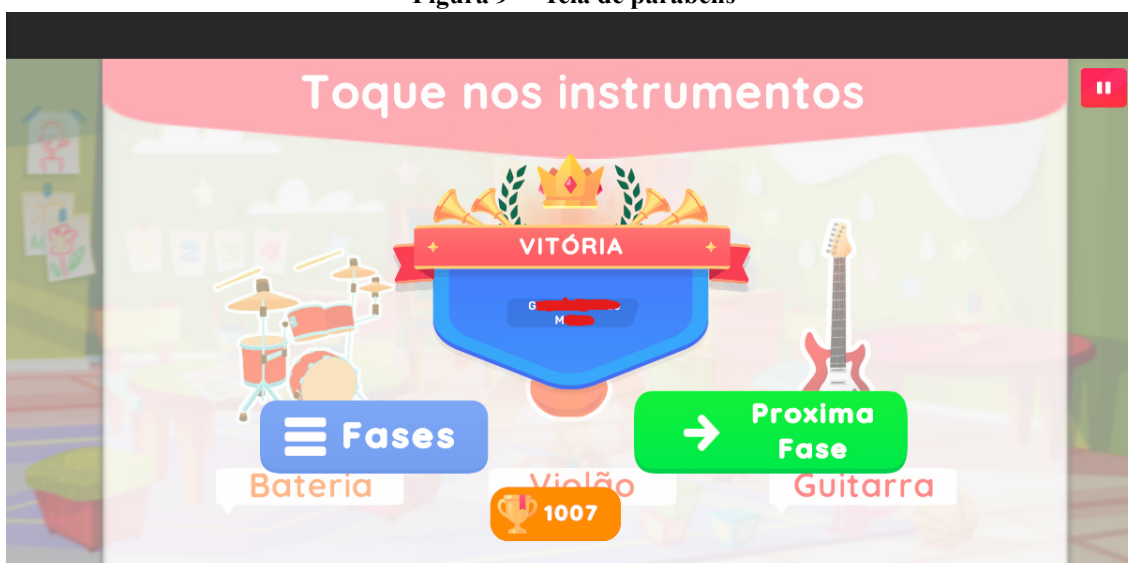 Toque nos instrumentos
VITÓRIA
Fases
Proxima
Fase
Bateria
Violão
Guitarra
1007